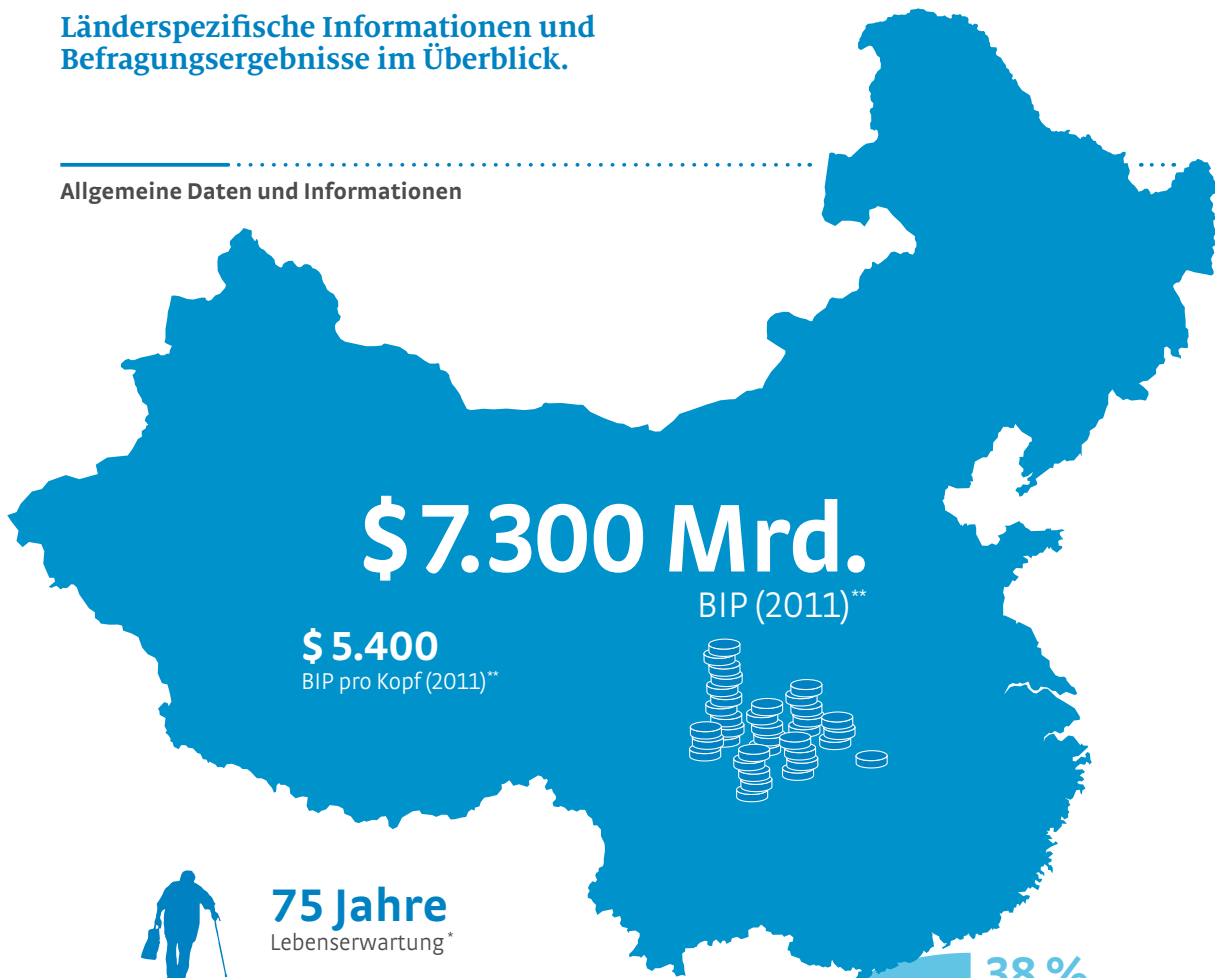 Länderspezifische Informationen und
Befragungsergebnisse im Überblick.
Allgemeine Daten und Informationen
$ 7.300 Mrd.
BIP (2011)**
$ 5.400
BIP pro Kopf (2011)**
75 Jahre
Lebenserwartung*
38 %